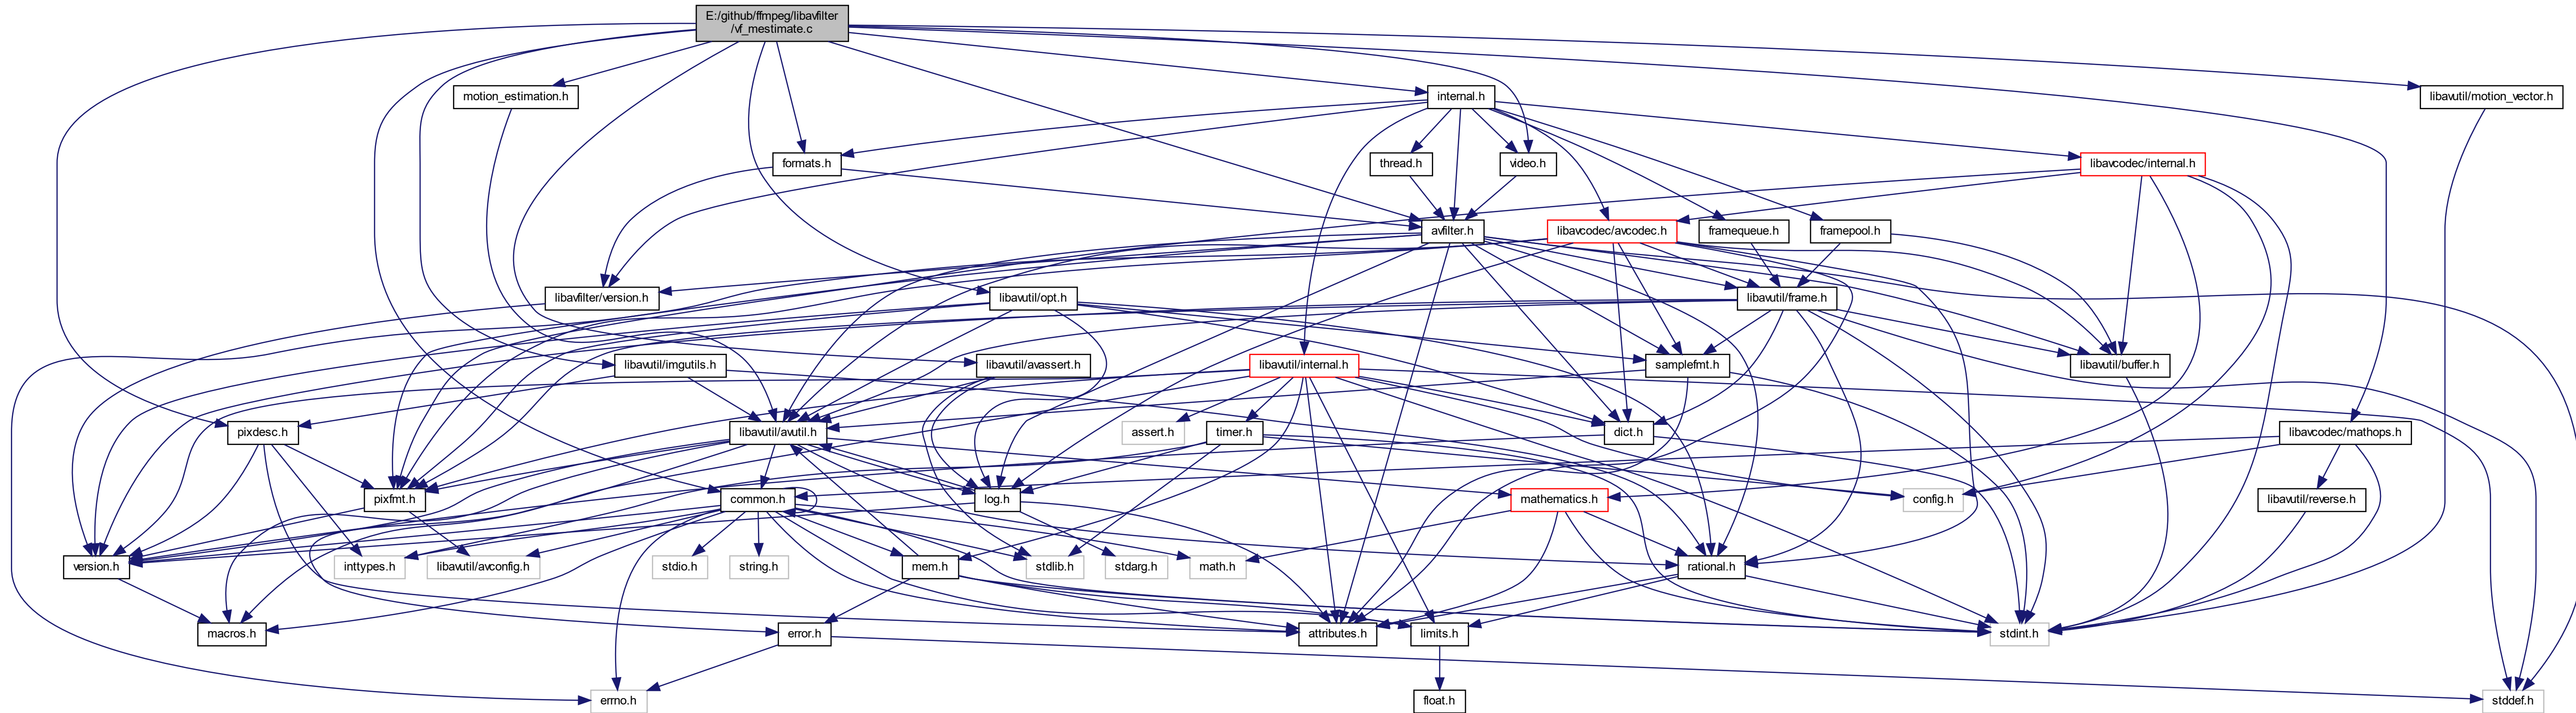 E:/github/ffmpeg/libavfilter
/vf_mestimate.c
motion_estimation.h
internal.h
libavutil/motion_vector.h
formats.h
thread.h
video.h
libavcodec/internal.h
avfilter.h
libavcodec/avcodec.h
framequeue.h
framepool.h
libavfilter/version.h
libavutil/opt.h
libavutil/frame.h
libavutil/imgutils.h
libavutil/avassert.h
libavutil/internal.h
samplefmt.h
libavutil/buffer.h
pixdesc.h
libavutil/avutil.h
assert.h
timer.h
dict.h
libavcodec/mathops.h
pixfmt.h
common.h
log.h
mathematics.h
config.h
libavutil/reverse.h
version.h
inttypes.h
libavutil/avconfig.h
stdio.h
string.h
mem.h
stdlib.h
stdarg.h
math.h
rational.h
macros.h
error.h
attributes.h
limits.h
stdint.h
errno.h
float.h
stddef.h